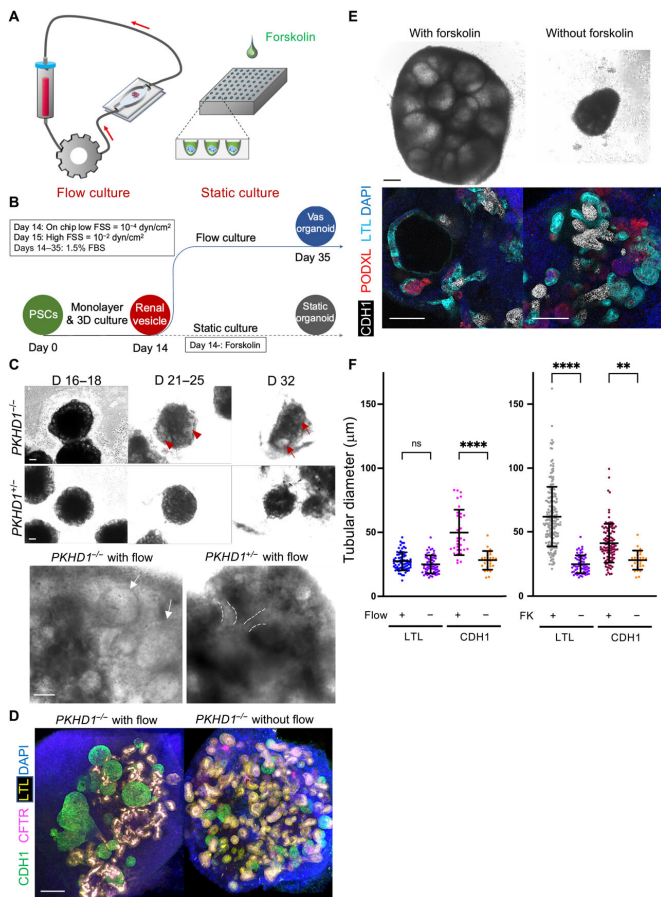 A
Forskolin
Flow culture
Static culture
B
Day 14: On chip low FSS = 10⁻⁴ dyn/cm²
Day 15: High FSS = 10⁻² dyn/cm²
Days 14–35: 1.5% FBS
Flow culture
Vas
organoid
Day 35
PSCs
Monolayer
& 3D culture
Renal
vesicle
Static culture
Static
organoid
Day 0
Day 14
Day 14-: Forskolin
C
D 16–18
D 21–25
D 32
PKHD1⁻/⁻
PKHD1⁺/⁻
PKHD1⁻/⁻ with flow
PKHD1⁺/⁻ with flow
D
PKHD1⁻/⁻ with flow
PKHD1⁻/⁻ without flow
CDH1 CFTR LTL DAPI
E
With forskolin
Without forskolin
CDH1 PODXL LTL DAPI
F
Tubular diameter (μm)
150
100
50
0
ns
****
Flow + − + −
LTL CDH1
150
100
50
0
****
**
FK + − + −
LTL CDH1